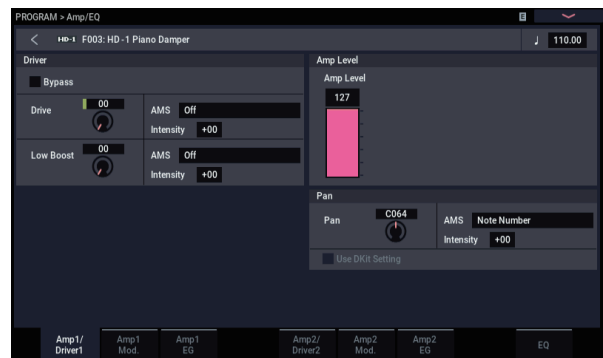 PROGRAM > Amp/EQ
E
HD-1 F003: HD -1 Piano Damper
♩ 110.00
Driver
Bypass
Drive 00
AMS Off
Intensity +00
Low Boost 00
AMS Off
Intensity +00
Amp Level
Amp Level
127
Pan
Pan C064
AMS Note Number
Intensity +00
Use DKit Setting
Amp1/
Driver1
Amp1
Mod.
Amp1
EG
Amp2/
Driver2
Amp2
Mod.
Amp2
EG
EQ